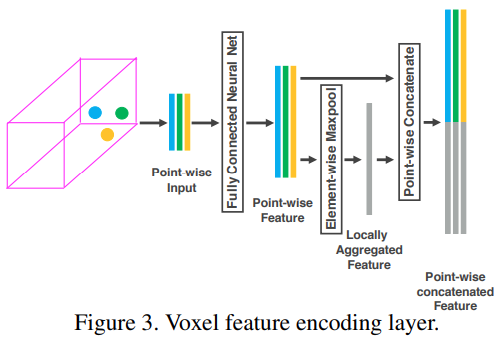 Point-wise
Input
Fully Connected Neural Net
Point-wise
Feature
Element-wise Maxpool
Locally
Aggregated
Feature
Point-wise Concatenate
Point-wise
concatenated
Feature
Figure 3. Voxel feature encoding layer.